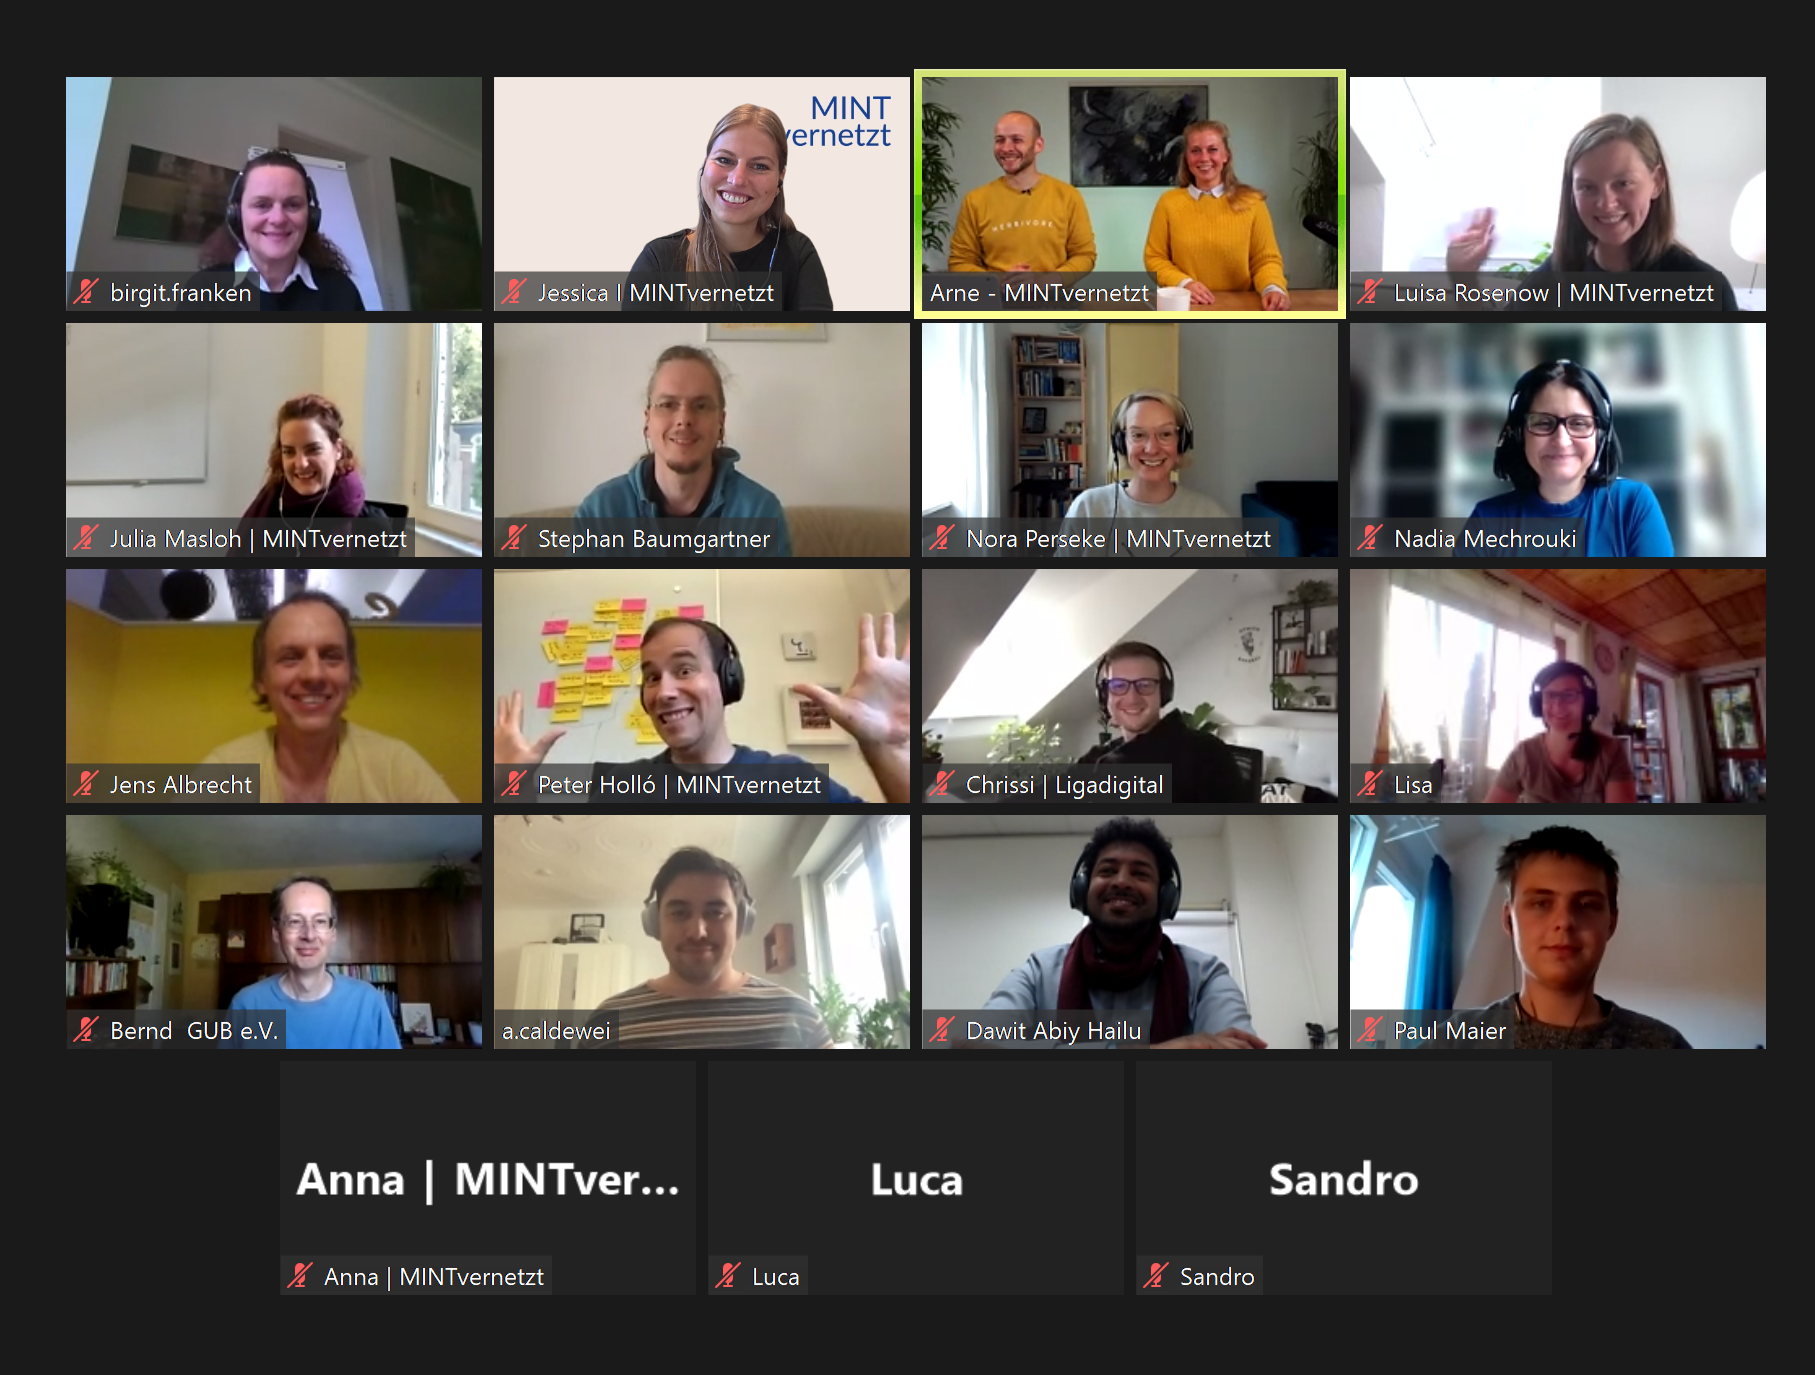 MINT
vernetzt
HERBIVORE.
birgit.franken
Jessica | MINTvernetzt
Arne - MINTvernetzt
Luisa Rosenow | MINTvernetzt
Julia Masloh | MINTvernetzt
Stephan Baumgartner
Nora Perseke | MINTvernetzt
Nadia Mechrouki
Jens Albrecht
Peter Holló | MINTvernetzt
Chrissi | Ligadigital
Lisa
Bernd GUB e.V.
a.caldewei
Dawit Abiy Hailu
Paul Maier
Anna | MINTver...
Luca
Sandro
Anna | MINTvernetzt
Luca
Sandro